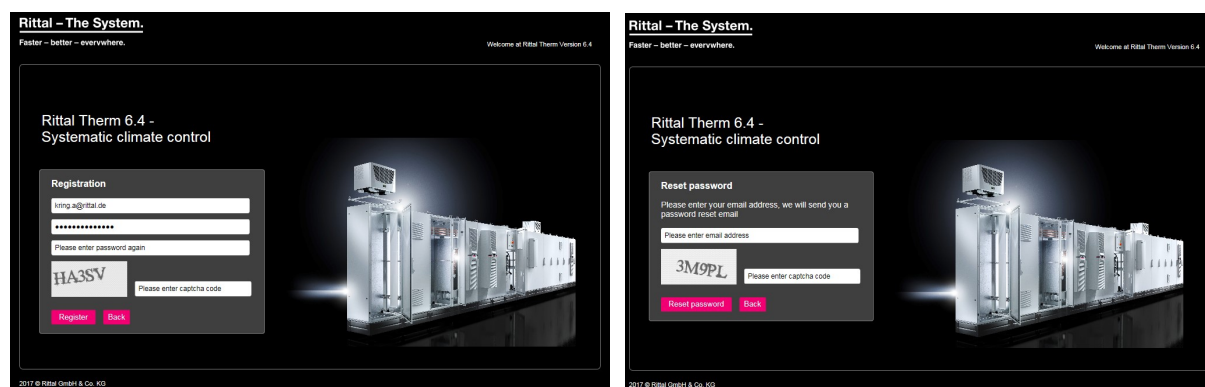 Rittal – The System.
Faster – better – everywhere.
Welcome at Rittal Therm Version 6.4
Rittal Therm 6.4 -
Systematic climate control
Registration
kring.a@rittal.de
••••••••••••••
Please enter password again
HA3SV
Please enter captcha code
Register
Back
2017 © Rittal GmbH & Co. KG
Rittal – The System.
Faster – better – everywhere.
Welcome at Rittal Therm Version 6.4
Rittal Therm 6.4 -
Systematic climate control
Reset password
Please enter your email address, we will send you a
password reset email
Please enter email address
3M9PL
Please enter captcha code
Reset password
Back
2017 © Rittal GmbH & Co. KG